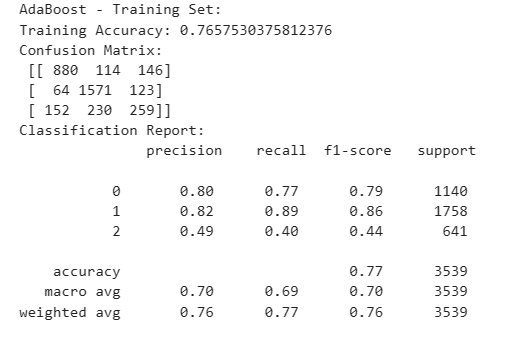 AdaBoost - Training Set:
Training Accuracy: 0.7657530375812376
Confusion Matrix:
[[ 880 114 146]
[ 64 1571 123]
[ 152 230 259]]
Classification Report:
precision recall f1-score support
0 0.80 0.77 0.79 1140
1 0.82 0.89 0.86 1758
2 0.49 0.40 0.44 641
accuracy 0.77 3539
macro avg 0.70 0.69 0.70 3539
weighted avg 0.76 0.77 0.76 3539